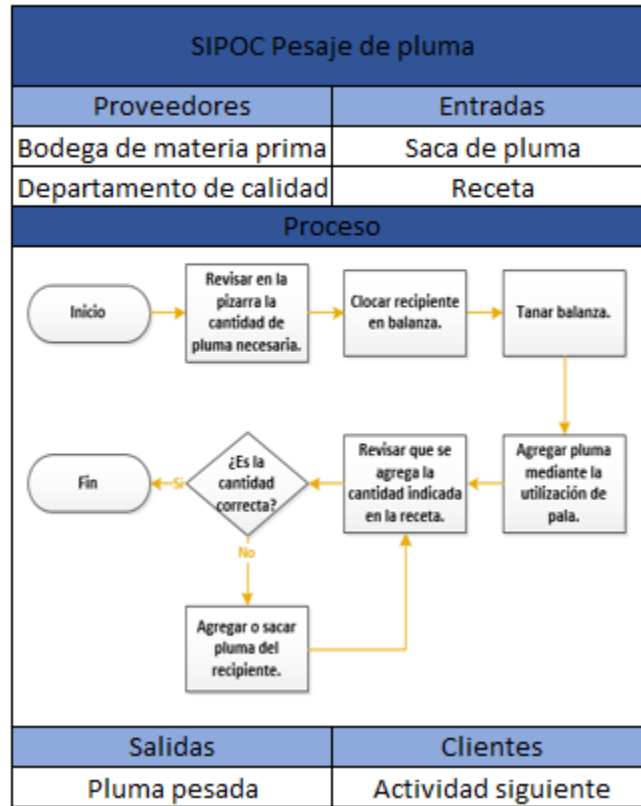 SIPOC Pesaje de pluma
Proveedores
Entradas
Bodega de materia prima
Saca de pluma
Departamento de calidad
Receta
Proceso
Inicio
Revisar en la
pizarra la
cantidad de
pluma necesaria.
Clocar recipiente
en balanza.
Tanar balanza.
Agregar pluma
mediante la
utilización de
pala.
Revisar que se
agrega la
cantidad indicada
en la receta.
¿Es la
cantidad
correcta?
Si
Fin
No
Agregar o sacar
pluma del
recipiente.
Salidas
Clientes
Pluma pesada
Actividad siguiente